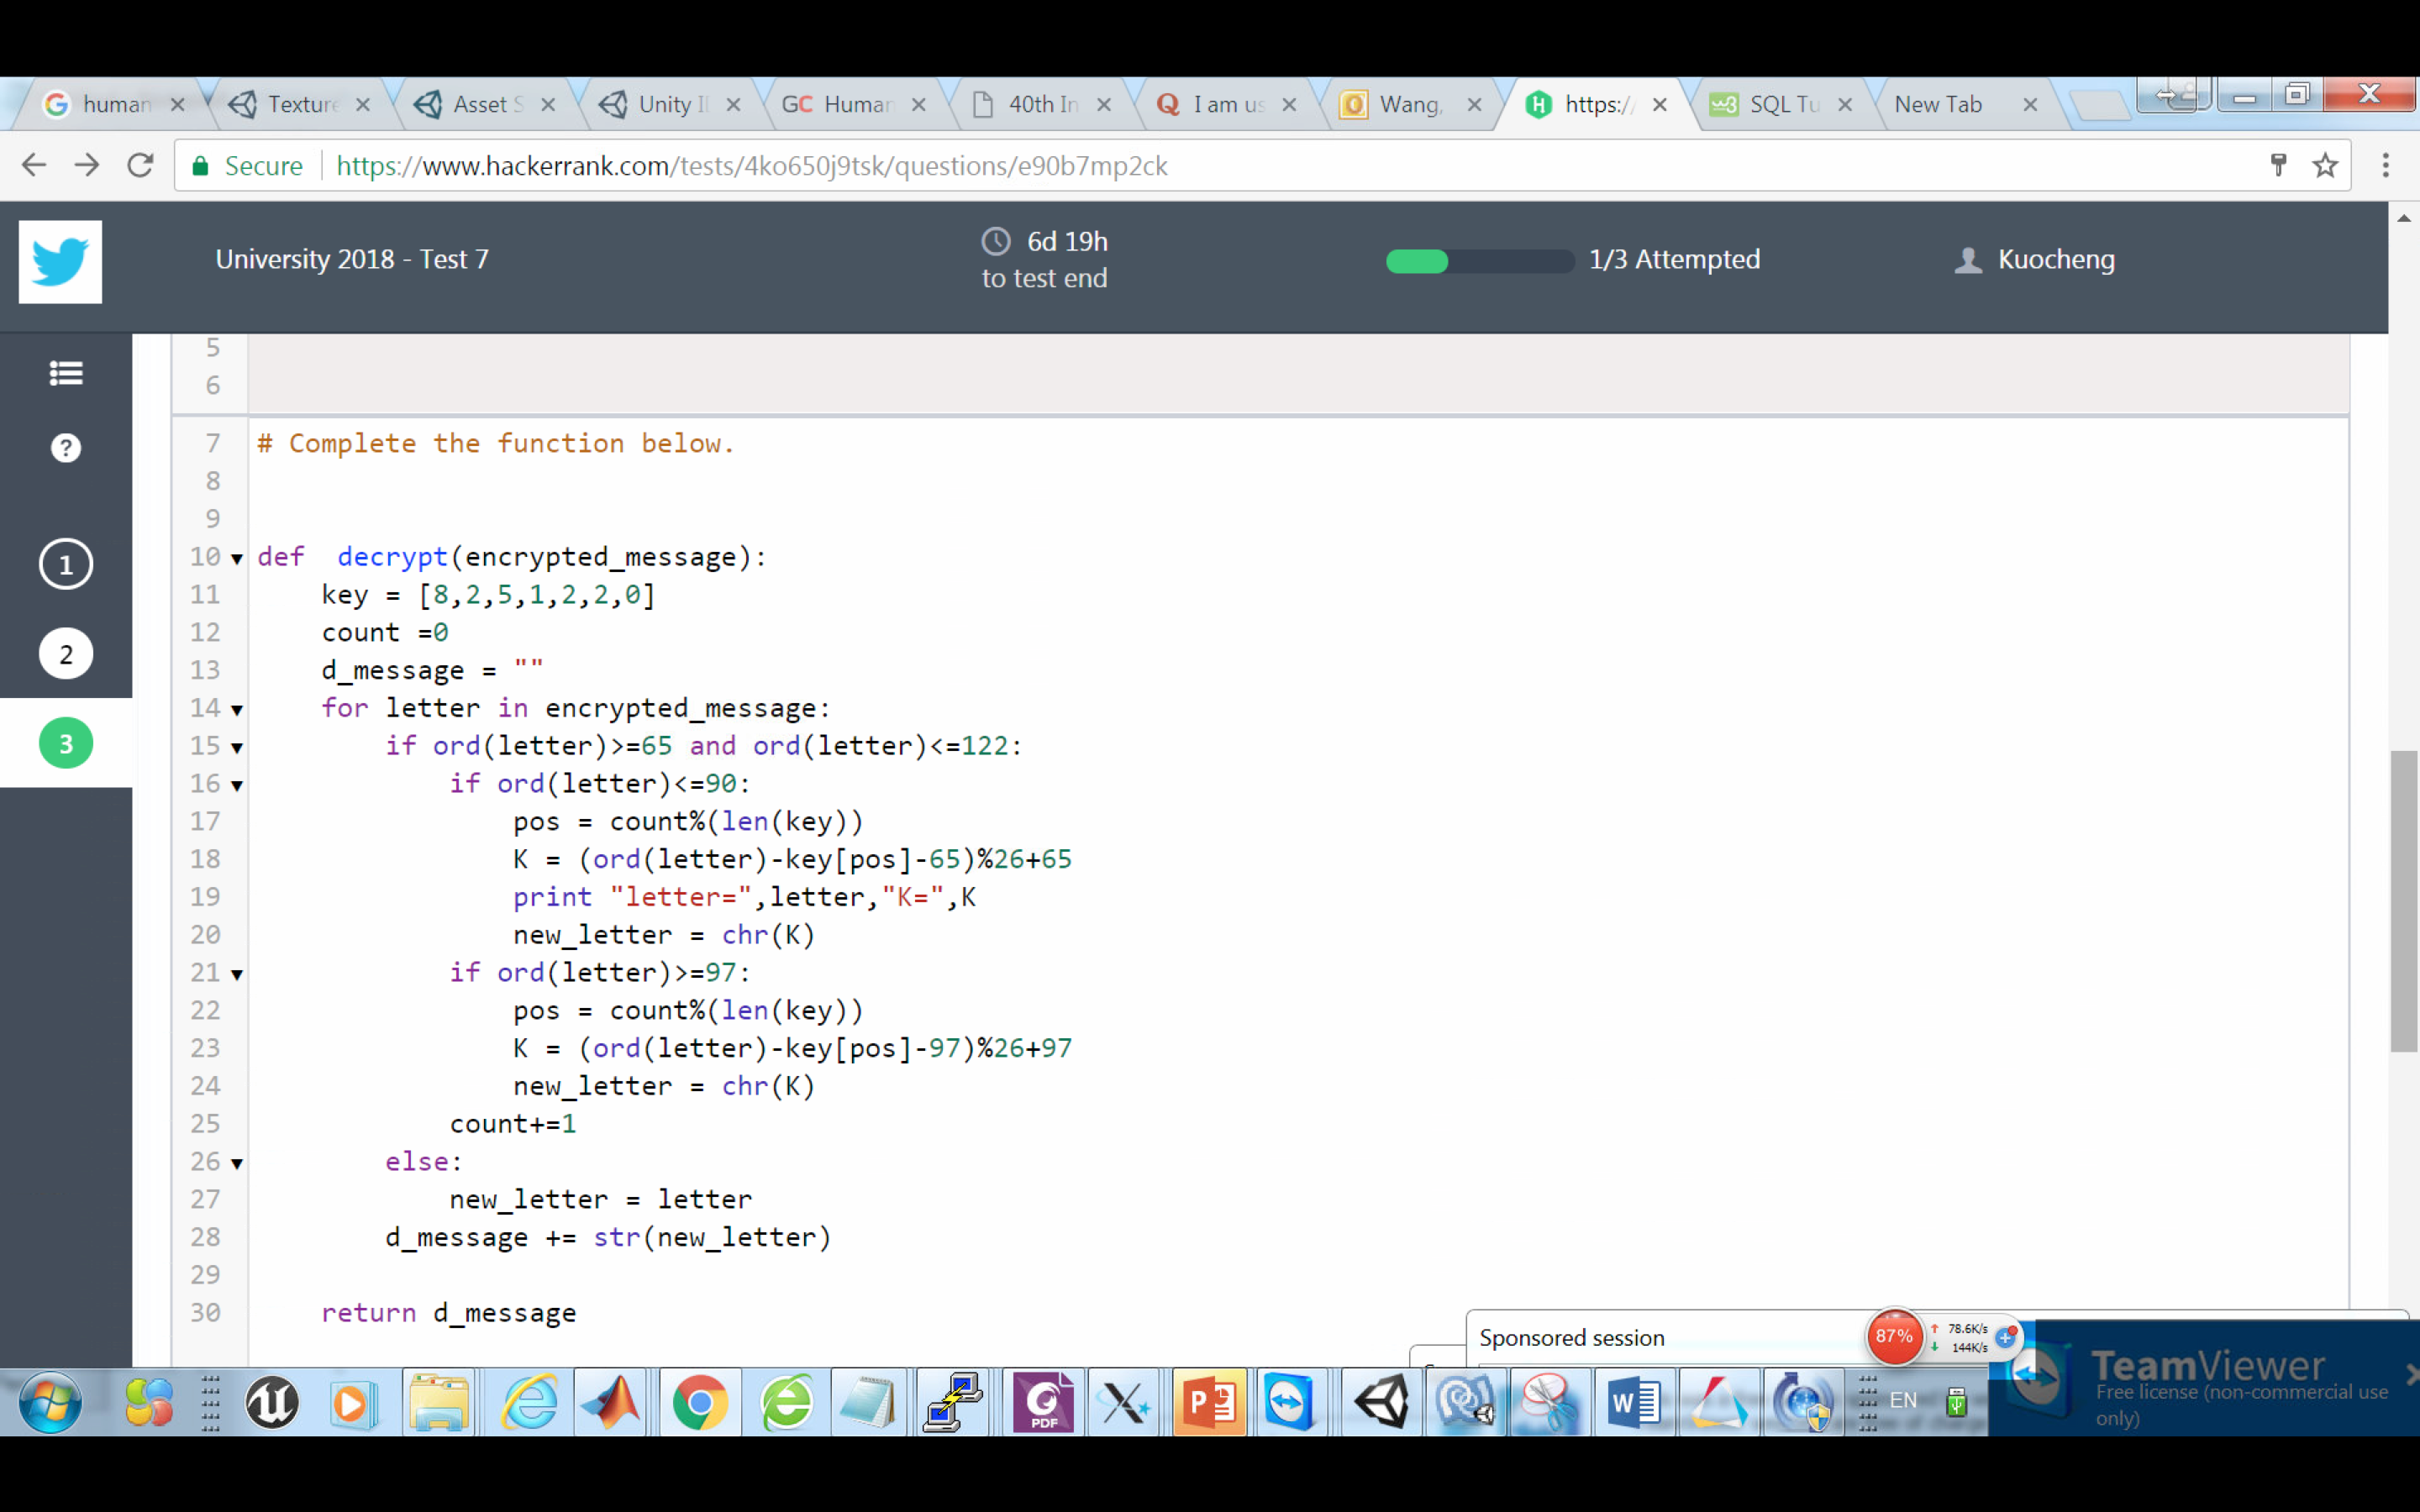 human
Texture
Asset S
Unity I
GC Human
40th In
Q I am us
Wang,
H https:/
w3 SQL Tu
New Tab
Secure https://www.hackerrank.com/tests/4ko650j9tsk/questions/e90b7mp2ck
University 2018 - Test 7
6d 19h
to test end
1/3 Attempted
Kuocheng
1
2
3
5
6
7 # Complete the function below.
8
9
10 def  decrypt(encrypted_message):
11 key = [8,2,5,1,2,2,0]
12 count =0
13 d_message = ""
14 for letter in encrypted_message:
15 if ord(letter)>=65 and ord(letter)<=122:
16 if ord(letter)<=90:
17 pos = count%(len(key))
18 K = (ord(letter)-key[pos]-65)%26+65
19 print "letter=",letter,"K=",K
20 new_letter = chr(K)
21 if ord(letter)>=97:
22 pos = count%(len(key))
23 K = (ord(letter)-key[pos]-97)%26+97
24 new_letter = chr(K)
25 count+=1
26 else:
27 new_letter = letter
28 d_message += str(new_letter)
29
30 return d_message
Sponsored session
87%
78.6K/s
144K/s
TeamViewer
Free license (non-commercial use
only)
PDF
EN